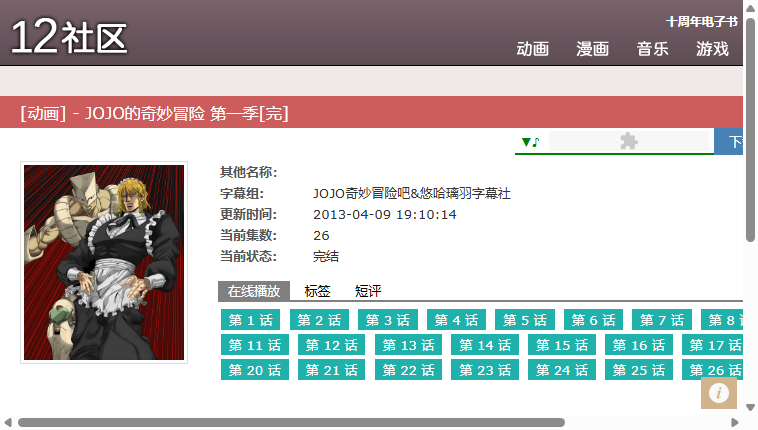 12社区
十周年电子书
动画 漫画 音乐 游戏
[动画] - JOJO的奇妙冒险 第一季[完]
▼♪
其他名称:
字幕组: JOJO奇妙冒险吧&悠哈璃羽字幕社
更新时间: 2013-04-09 19:10:14
当前集数: 26
当前状态: 完结
在线播放 标签 短评
第 1 话 第 2 话 第 3 话 第 4 话 第 5 话 第 6 话 第 7 话 第 8
第 11 话 第 12 话 第 13 话 第 14 话 第 15 话 第 16 话 第 17 话
第 20 话 第 21 话 第 22 话 第 23 话 第 24 话 第 25 话 第 26 话